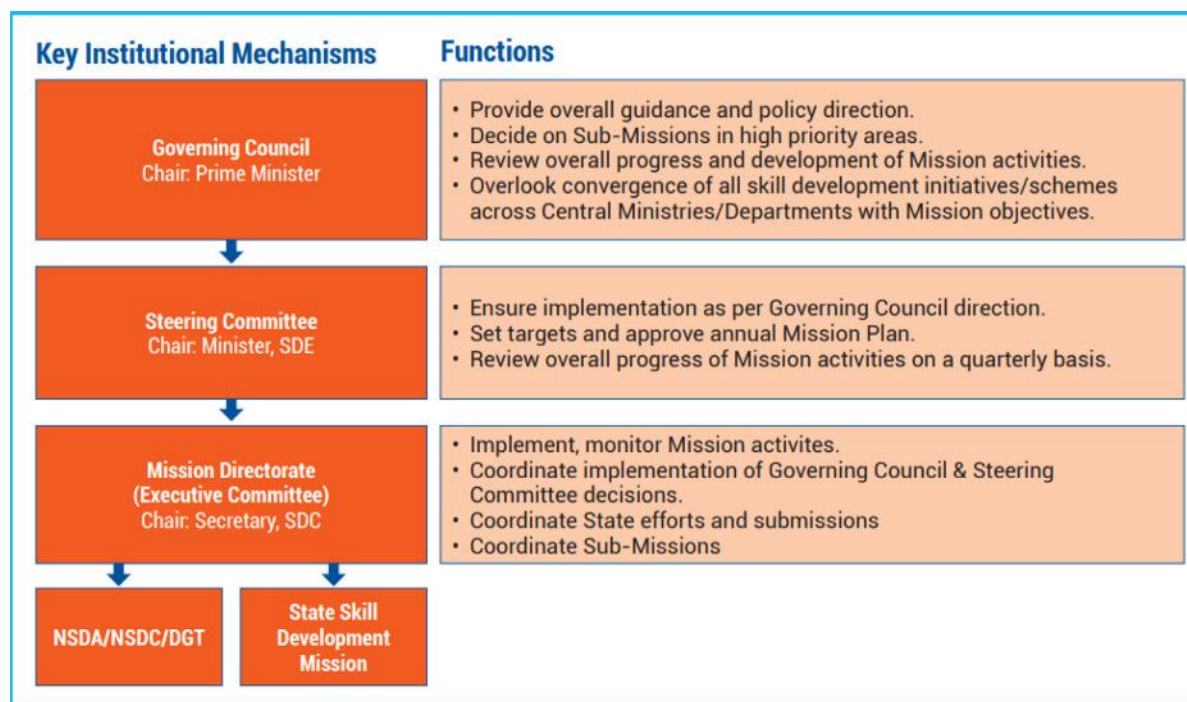 Key Institutional Mechanisms
Functions
Governing Council
Chair: Prime Minister
• Provide overall guidance and policy direction.
• Decide on Sub-Missions in high priority areas.
• Review overall progress and development of Mission activities.
• Overlook convergence of all skill development initiatives/schemes
across Central Ministries/Departments with Mission objectives.
Steering Committee
Chair: Minister, SDE
• Ensure implementation as per Governing Council direction.
• Set targets and approve annual Mission Plan.
• Review overall progress of Mission activities on a quarterly basis.
Mission Directorate
(Executive Committee)
Chair: Secretary, SDC
• Implement, monitor Mission activites.
• Coordinate implementation of Governing Council & Steering
Committee decisions.
• Coordinate State efforts and submissions
• Coordinate Sub-Missions
NSDA/NSDC/DGT
State Skill
Development
Mission